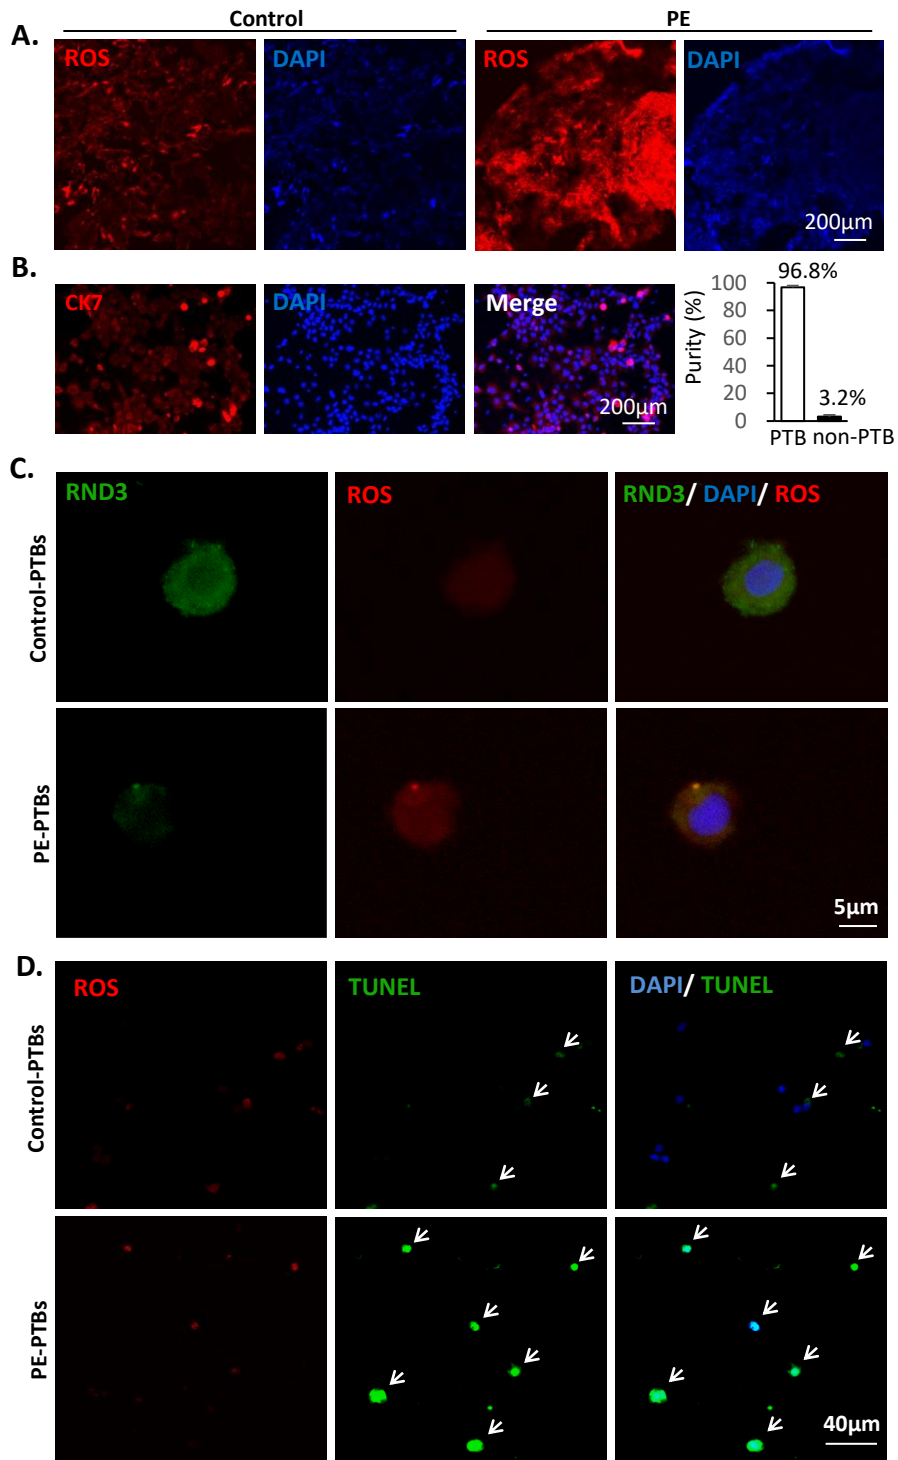 Control PE
A.
ROS DAPI ROS DAPI
200µm
B.
CK7 DAPI Merge
200µm
Purity (%)
100
80
60
40
20
0
96.8%
3.2%
PTB non-PTB
C.
Control-PTBs
RND3 ROS RND3/ DAPI/ ROS
PE-PTBs
5µm
D.
Control-PTBs
ROS TUNEL DAPI/ TUNEL
PE-PTBs
40µm